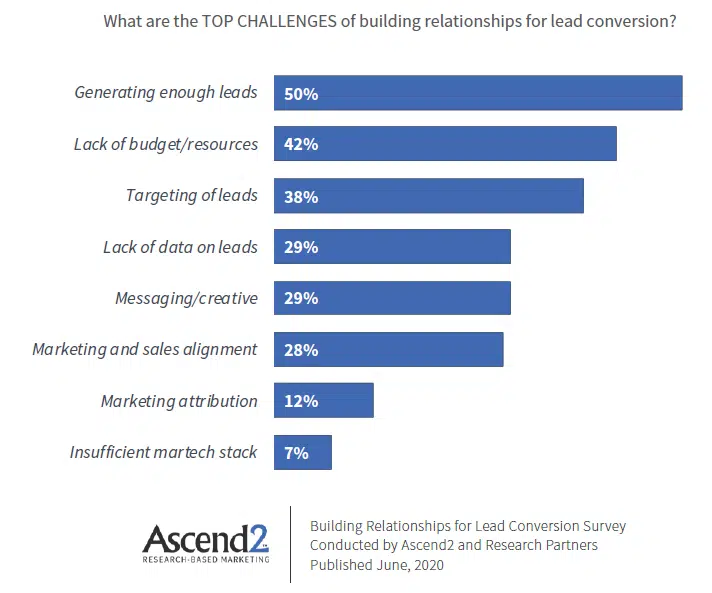 What are the TOP CHALLENGES of building relationships for lead conversion?
Generating enough leads 50%
Lack of budget/resources 42%
Targeting of leads 38%
Lack of data on leads 29%
Messaging/creative 29%
Marketing and sales alignment 28%
Marketing attribution 12%
Insufficient martech stack 7%
Ascend2
RESEARCH-BASED MARKETING
Building Relationships for Lead Conversion Survey
Conducted by Ascend2 and Research Partners
Published June, 2020